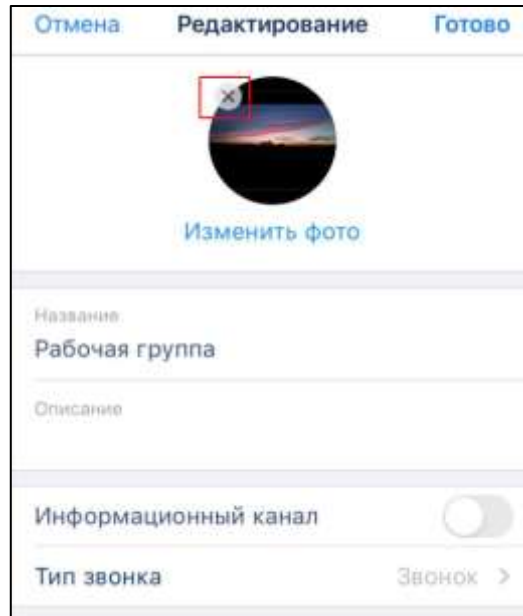 Отмена Редактирование Готово
Изменить фото
Название
Рабочая группа
Описание
Информационный канал
Тип звонка Звонок >